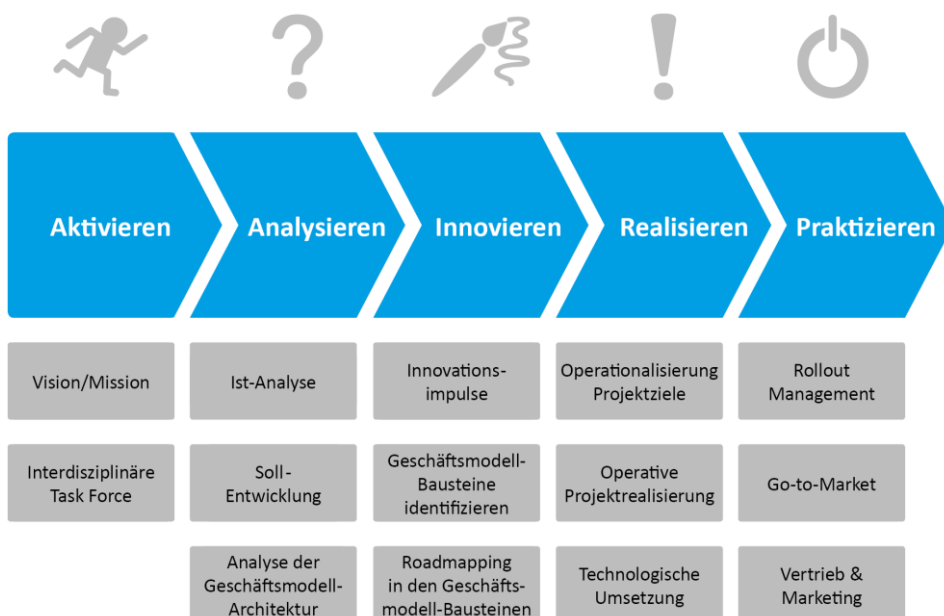 Aktivieren
Analysieren
Innovieren
Realisieren
Praktizieren
Vision/Mission
Ist-Analyse
Innovations-
impulse
Operationalisierung
Projektziele
Rollout
Management
Interdisziplinäre
Task Force
Soll-
Entwicklung
Geschäftsmodell-
Bausteine
identifizieren
Operative
Projektrealisierung
Go-to-Market
Analyse der
Geschäftsmodell-
Architektur
Roadmapping
in den Geschäfts-
modell-Bausteinen
Technologische
Umsetzung
Vertrieb &
Marketing